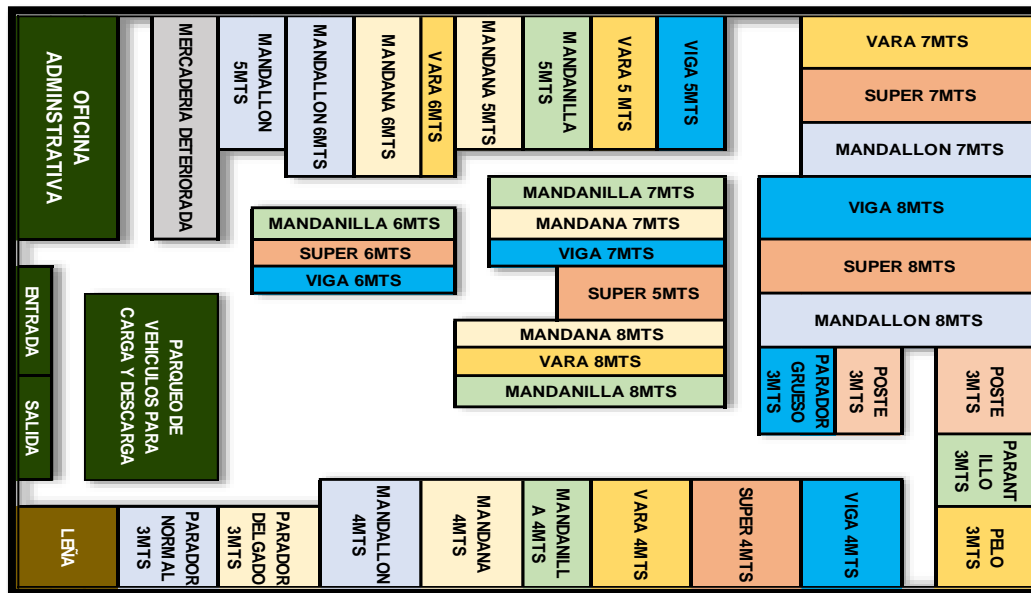 OFICINA
ADMINSTRATIVA
MERCADERIA DETERIORADA
MANDALLON
5MTS
MANDALLON 6MTS
MANDANA 6MTS
VARA 6MTS
MANDANA 5MTS
MANDANILLA
5MTS
VARA 5 MTS
VIGA 5MTS
VARA 7MTS
SUPER 7MTS
MANDALLON 7MTS
MANDANILLA 6MTS
SUPER 6MTS
VIGA 6MTS
MANDANILLA 7MTS
MANDANA 7MTS
VIGA 7MTS
SUPER 5MTS
MANDANA 8MTS
VARA 8MTS
MANDANILLA 8MTS
VIGA 8MTS
SUPER 8MTS
MANDALLON 8MTS
ENTRADA
SALIDA
PARQUEO DE
VEHICULOS PARA
CARGA Y DESCARGA
PARADOR
GRUESO
3MTS
POSTE
3MTS
POSTE
3MTS
PARANT
ILLO
3MTS
PELO
3MTS
LEÑA
PARADOR
NORMAL
3MTS
PARADOR
DELGADO
3MTS
MANDALLON
4MTS
MANDANA
4MTS
MANDANILL
A 4MTS
VARA 4MTS
SUPER 4MTS
VIGA 4MTS